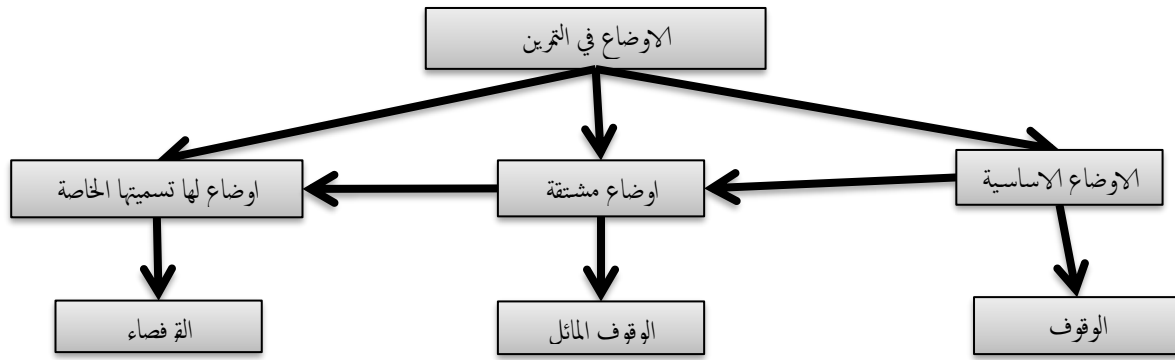 الاوضاع في التمرين
الاوضاع الاساسية
اوضاع مشتقة
اوضاع لها تسميتها الخاصة
الوقوف
الوقوف المائل
القرفصاء